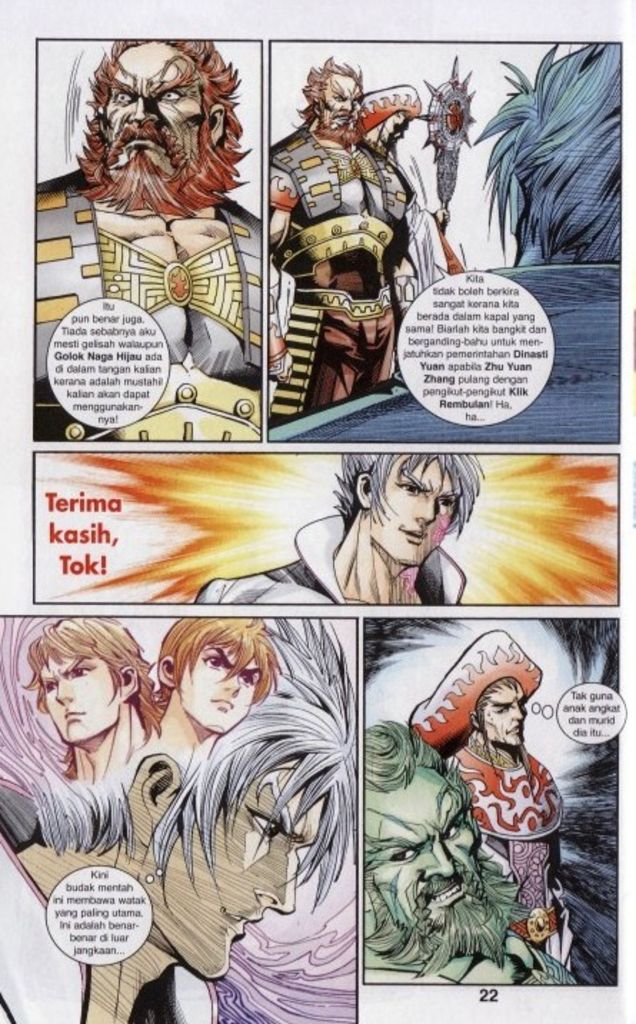 Itu
pun benar juga.
Tiada sebabnya aku
mesti gelisah walaupun
Golok Naga Hijau ada
di dalam tangan kalian
kerana adalah mustahil
kalian akan dapat
menggunakan-
nya!
Kita
tidak boleh berkira
sangat kerana kita
berada dalam kapal yang
sama! Biarlah kita bangkit dan
berganding-bahu untuk men-
jatuhkan pemerintahan Dinasti
Yuan apabila Zhu Yuan
Zhang pulang dengan
pengikut-pengikut Klik
Rembulan! Ha,
ha...
Terima
kasih,
Tok!
Kini
budak mentah
ini membawa watak
yang paling utama.
Ini adalah benar-
benar di luar
jangkaan...
Tak guna
anak angkat
dan murid
dia itu...
22